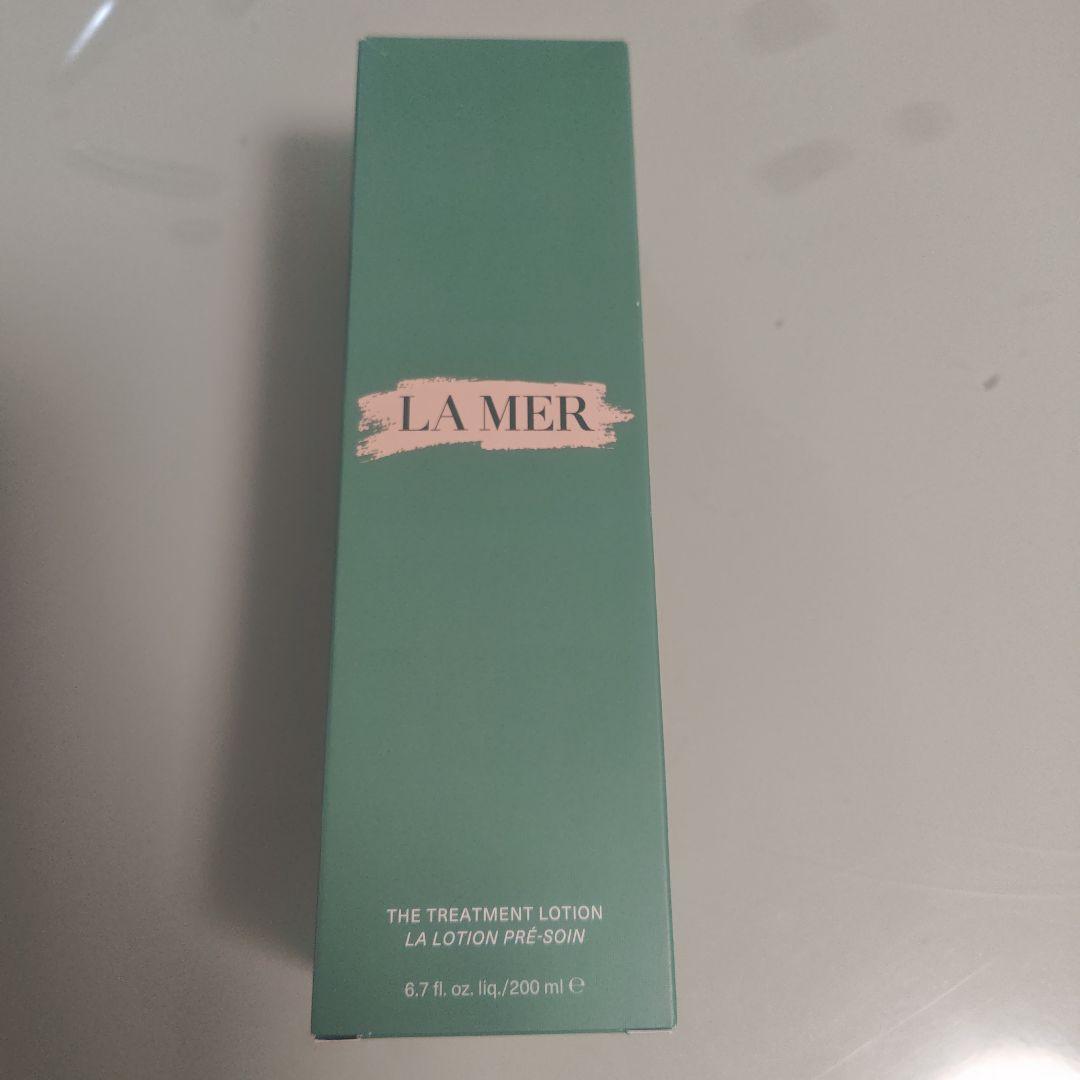 LA MER
THE TREATMENT LOTION
LA LOTION PRÉ-SOIN
6.7 fl. oz. liq./200 ml ℮